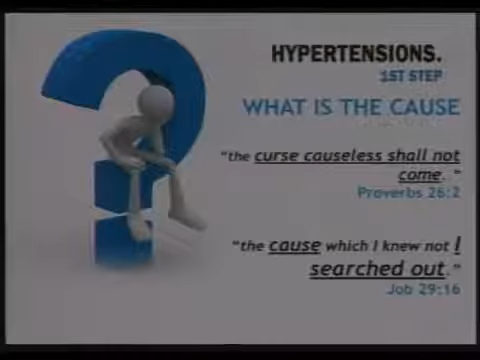 HYPERTENSIONS.
1ST STEP
WHAT IS THE CAUSE
"the curse causeless shall not
come. "
Proverbs 26:2
"the cause which I knew not I
searched out."
Job 29:16